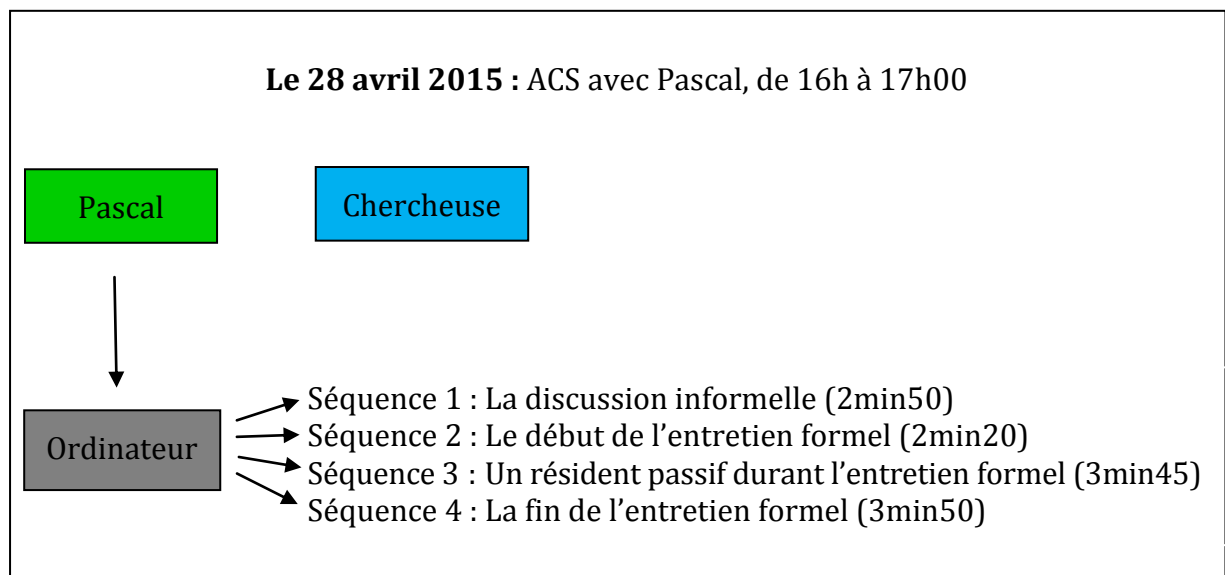 Le 28 avril 2015 : ACS avec Pascal, de 16h à 17h00
Pascal
Chercheuse
Ordinateur
Séquence 1 : La discussion informelle (2min50)
Séquence 2 : Le début de l’entretien formel (2min20)
Séquence 3 : Un résident passif durant l’entretien formel (3min45)
Séquence 4 : La fin de l’entretien formel (3min50)